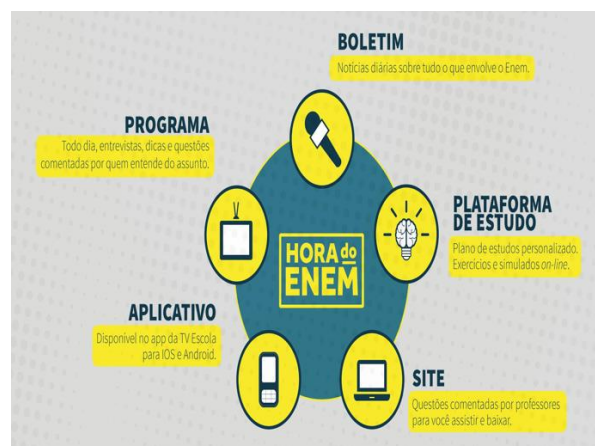 BOLETIM
Notícias diárias sobre tudo o que envolve o Enem.
PROGRAMA
Todo dia, entrevistas, dicas e questões
comentadas por quem entende do assunto.
PLATAFORMA
DE ESTUDO
Plano de estudos personalizado.
Exercícios e simulados on-line.
HORA do
ENEM
APLICATIVO
Disponível no app da TV Escola
para IOS e Android.
SITE
Questões comentadas por professores
para você assistir e baixar.